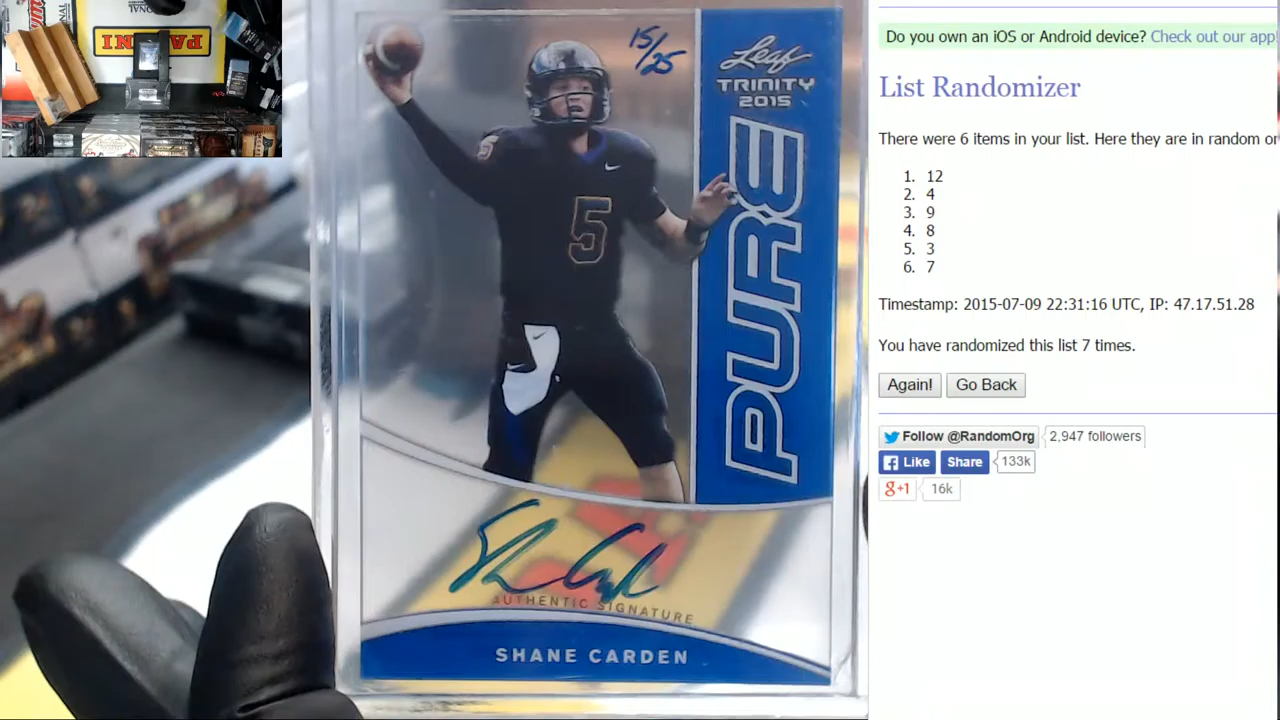 PANINI
15/25
Leaf
TRINITY
2015
PURE
5
AUTHENTIC SIGNATURE
SHANE CARDEN
Do you own an iOS or Android device? Check out our app!
List Randomizer
There were 6 items in your list. Here they are in random
1. 12
2. 4
3. 9
4. 8
5. 3
6. 7
Timestamp: 2015-07-09 22:31:16 UTC, IP: 47.17.51.28
You have randomized this list 7 times.
Again! Go Back
Follow @RandomOrg 2,947 followers
Like Share 133k
g+1 16k